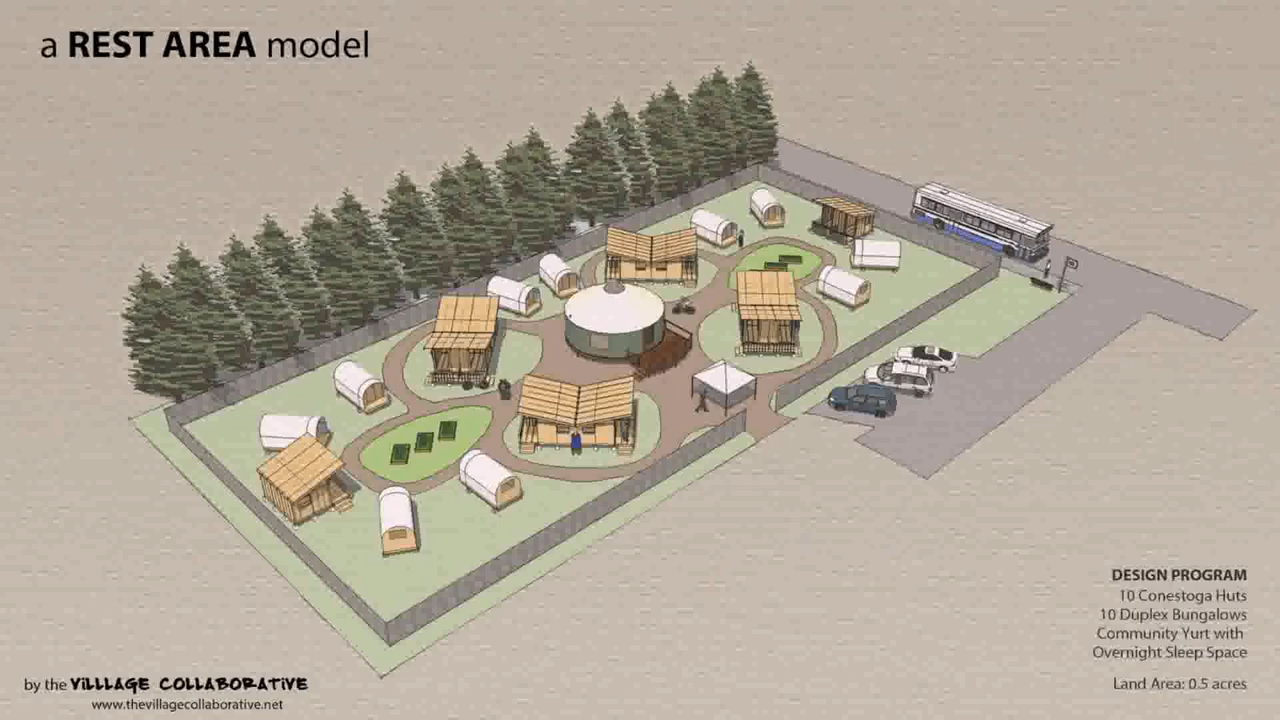 a REST AREA model
DESIGN PROGRAM
10 Conestoga Huts
10 Duplex Bungalows
Community Yurt with
Overnight Sleep Space
Land Area: 0.5 acres
by the ViLLLAGE COLLABORATiVE
www.thevillagecollaborative.net